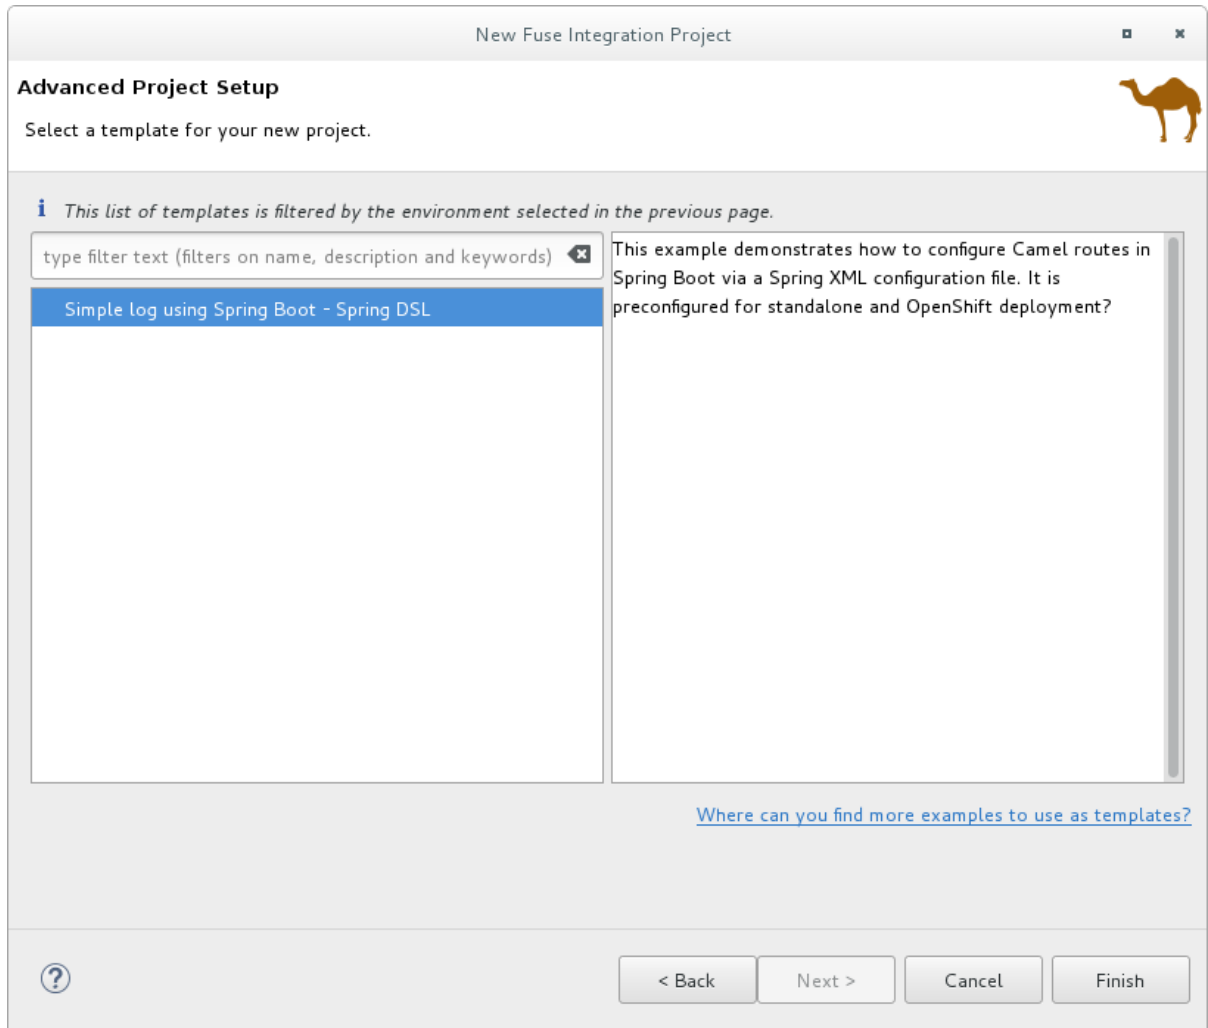 New Fuse Integration Project
Advanced Project Setup
Select a template for your new project.
This list of templates is filtered by the environment selected in the previous page.
type filter text (filters on name, description and keywords)
Simple log using Spring Boot - Spring DSL
This example demonstrates how to configure Camel routes in
Spring Boot via a Spring XML configuration file. It is
preconfigured for standalone and OpenShift deployment?
Where can you find more examples to use as templates?
< Back
Next >
Cancel
Finish